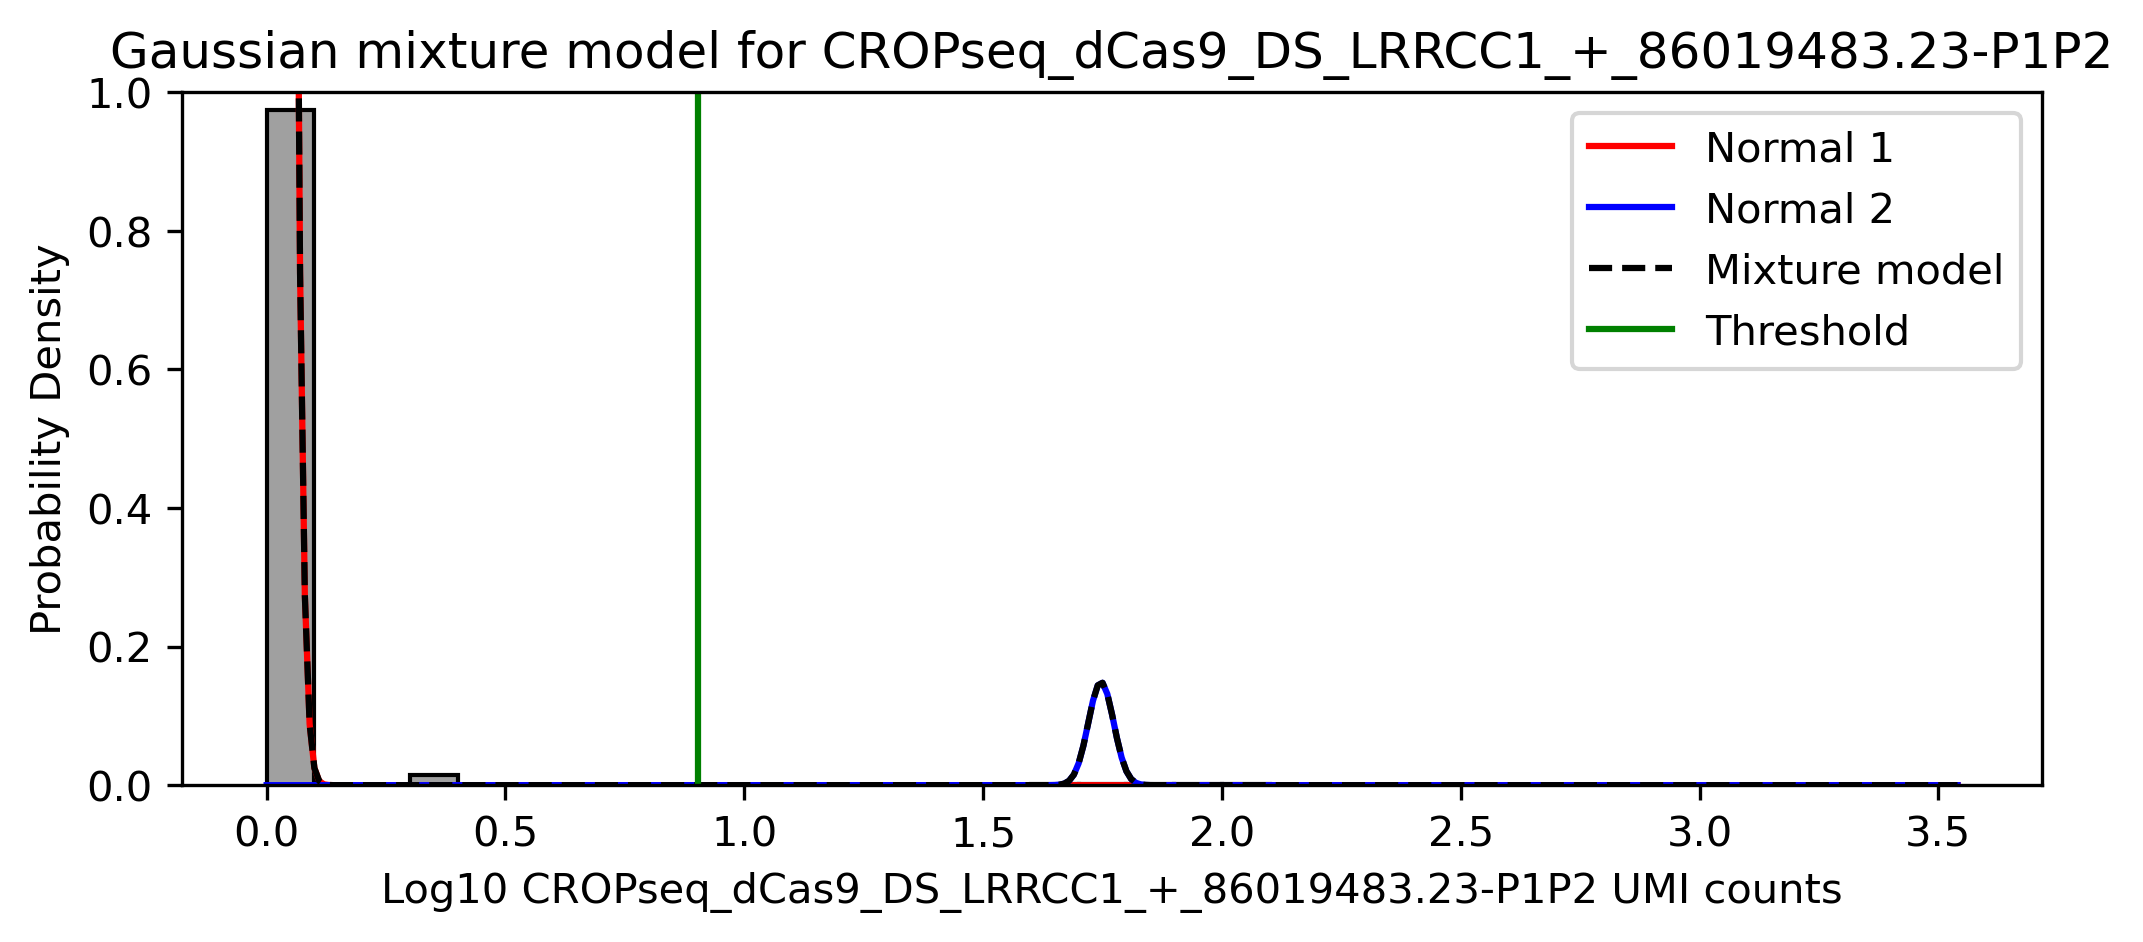 Gaussian mixture model for CROPseq_dCas9_DS_LRRCC1_+_86019483.23-P1P2
Probability Density
1.0
0.8
0.6
0.4
0.2
0.0
Normal 1
Normal 2
Mixture model
Threshold
0.0 0.5 1.0 1.5 2.0 2.5 3.0 3.5
Log10 CROPseq_dCas9_DS_LRRCC1_+_86019483.23-P1P2 UMI counts